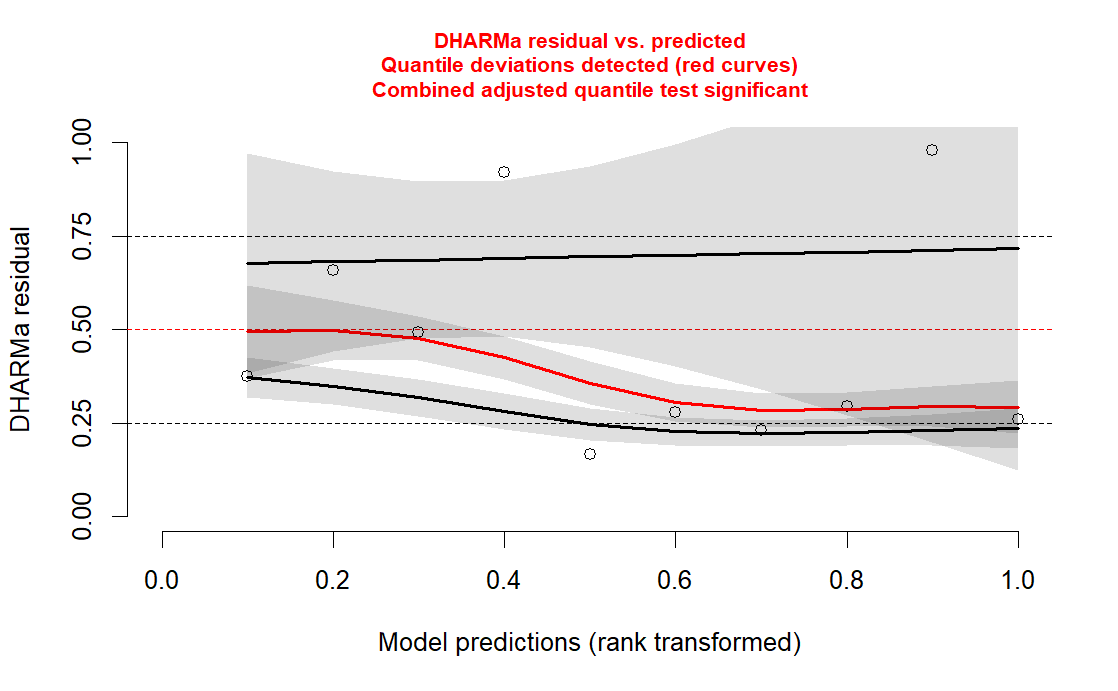 DHARMa residual vs. predicted
Quantile deviations detected (red curves)
Combined adjusted quantile test significant
DHARMa residual
1.00
0.75
0.50
0.25
0.00
0.0 0.2 0.4 0.6 0.8 1.0
Model predictions (rank transformed)